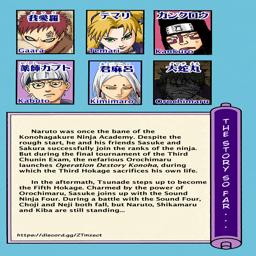 我愛羅
テマリ
カンクロウ
Gaara
Temari
Kankuro
薬師カブト
君麻呂
大蛇丸
Kabuto
Kimimaro
Orochimaru
THE STORY SO FAR...
Naruto was once the bane of the
Konohagakure Ninja Academy. Despite the
rough start, he and his friends Sasuke and
Sakura successfully join the ranks of the ninja.
But during the final tournament of the Third
Chunin Exam, the nefarious Orochimaru
launches Operation Destroy Konoha, during
which the Third Hokage sacrifices his own life.
In the aftermath, Tsunade steps up to become
the Fifth Hokage. Charmed by the power of
Orochimaru, Sasuke joins up with the Sound
Ninja Four. During a battle with the Sound Four,
Choji and Neji both fall, but Naruto, Shikamaru
and Kiba are still standing...